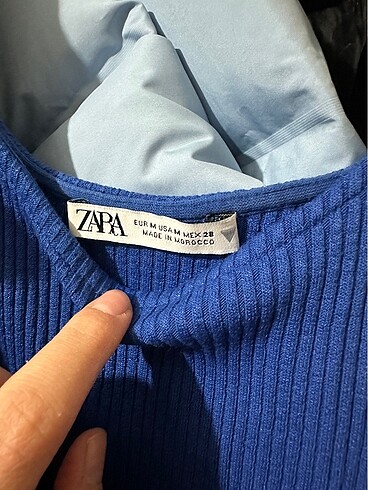 ZARA
EUR M USA M MEX 28
MADE IN MOROCCO